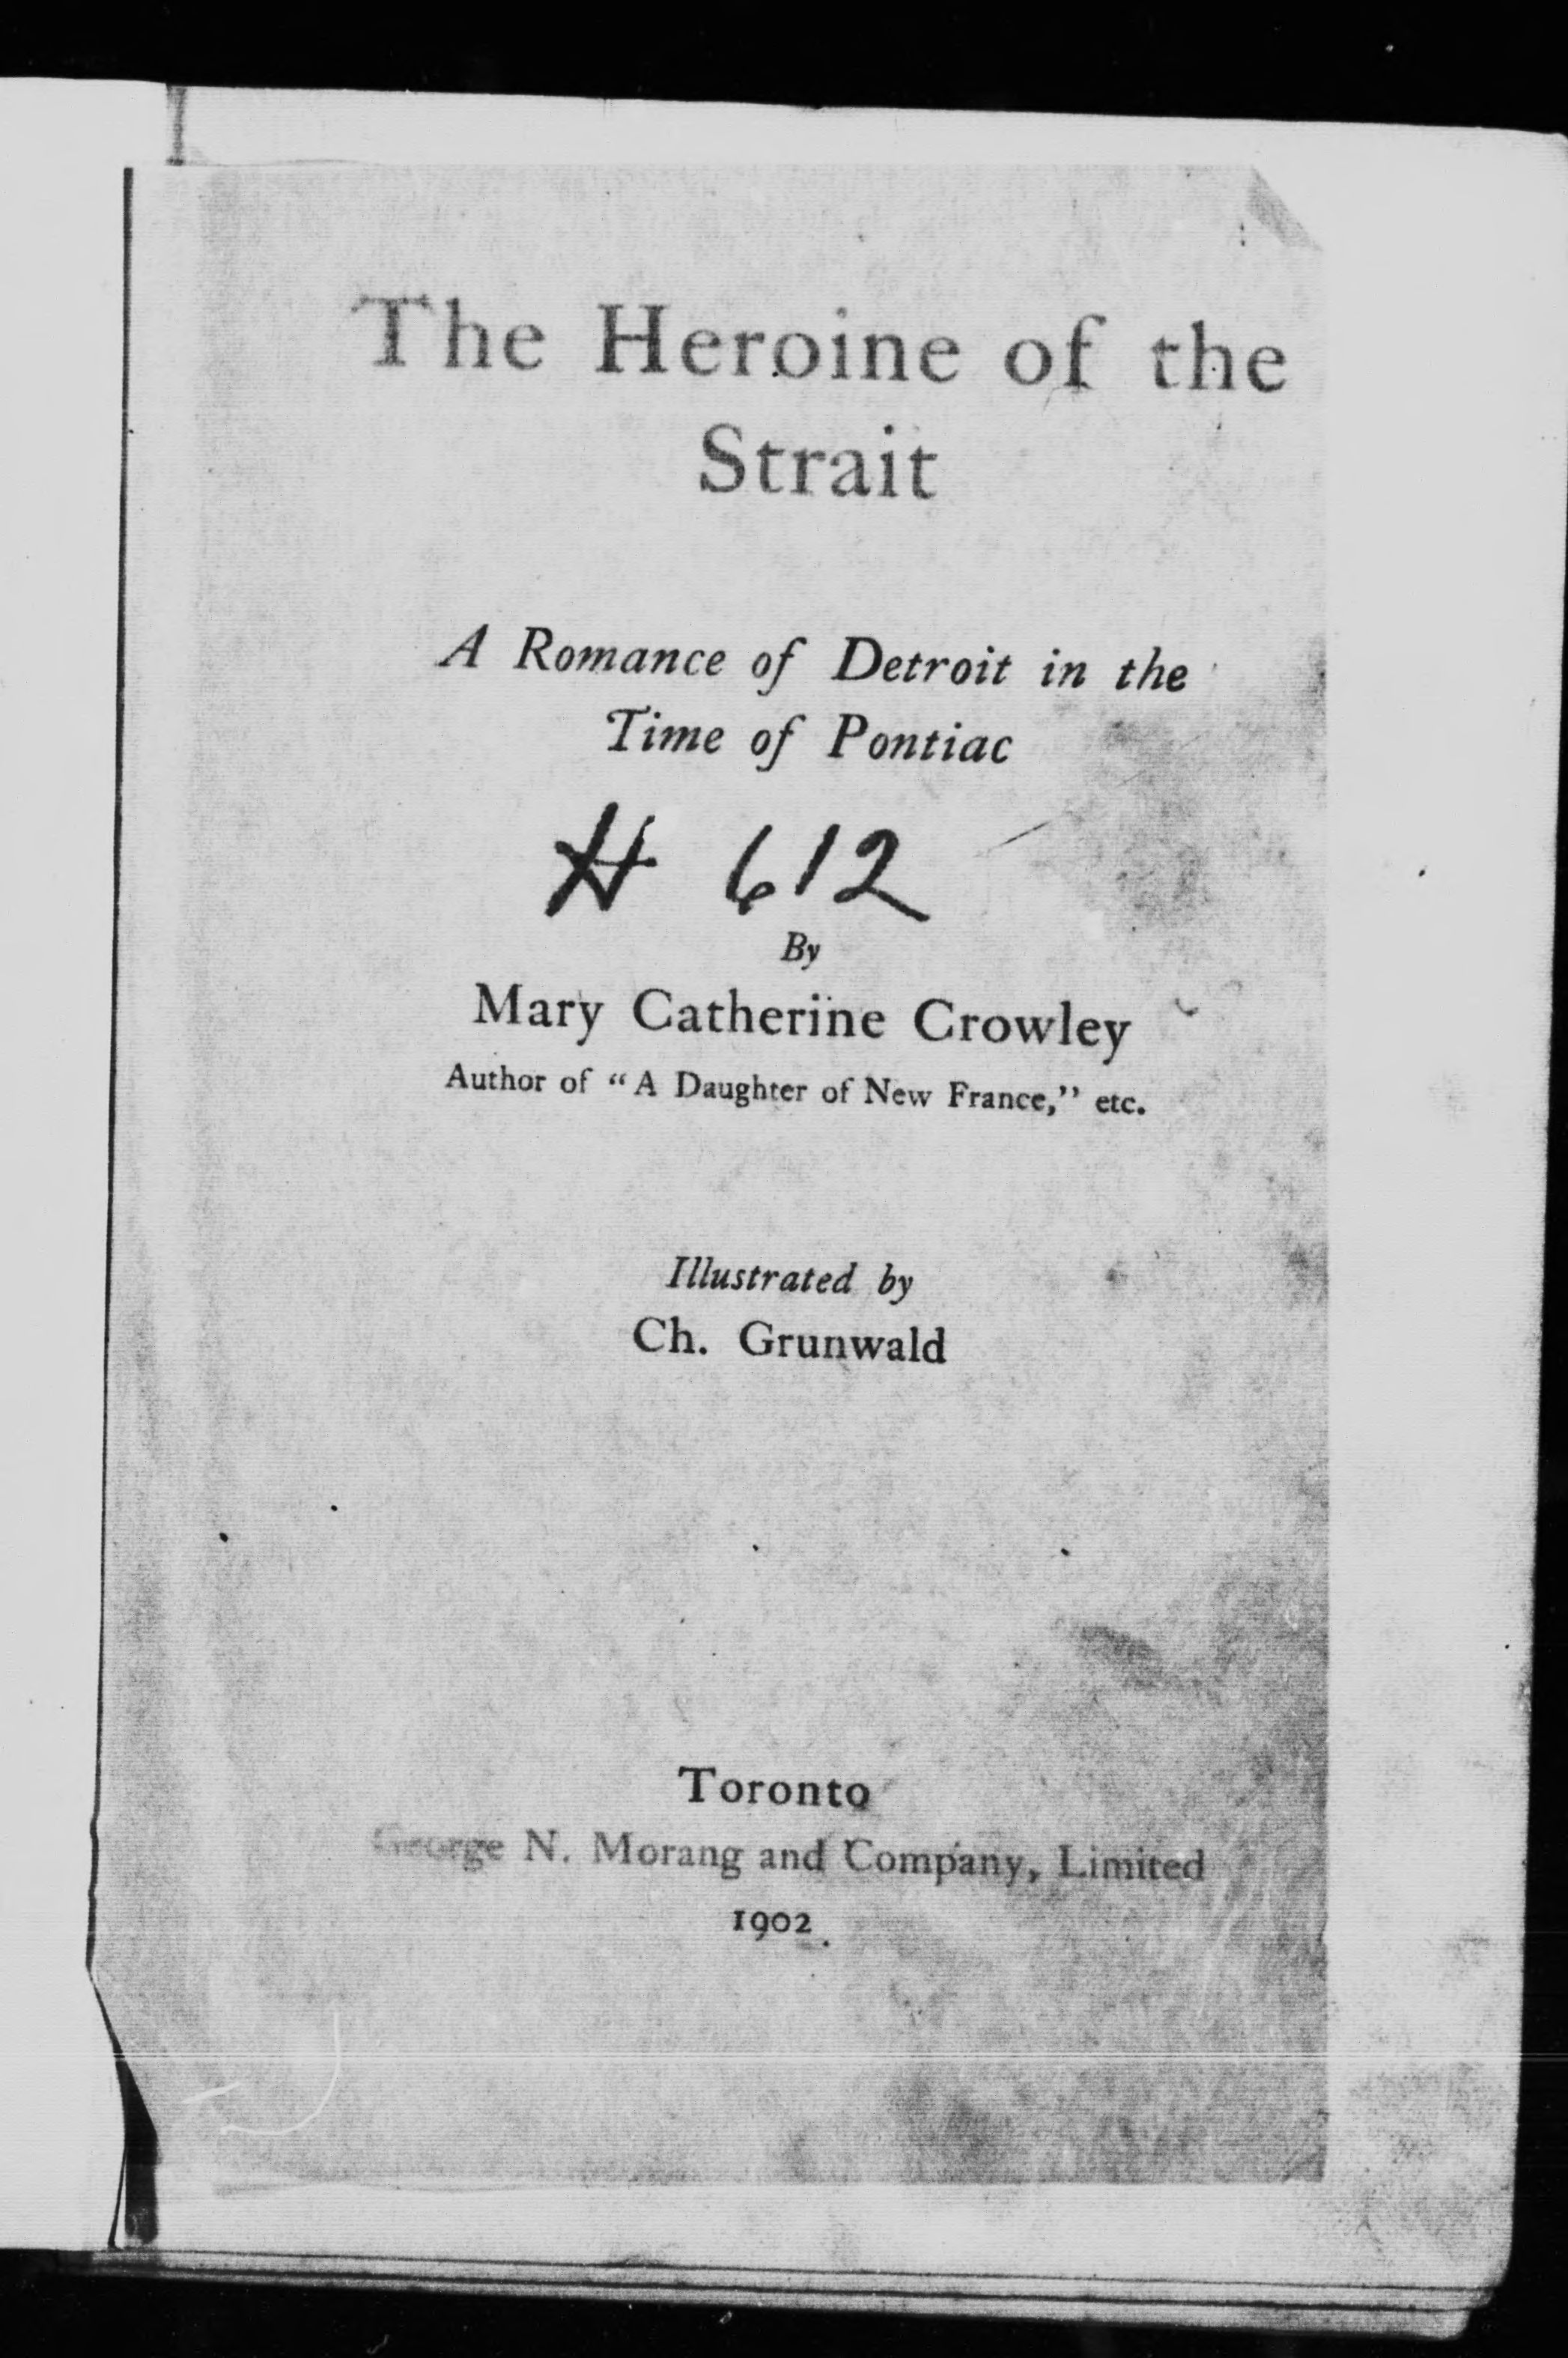 The Heroine of the
Strait
A Romance of Detroit in the
Time of Pontiac
H 612
By
Mary Catherine Crowley
Author of “A Daughter of New France,” etc.
Illustrated by
Ch. Grunwald
Toronto
George N. Morang and Company, Limited
1902